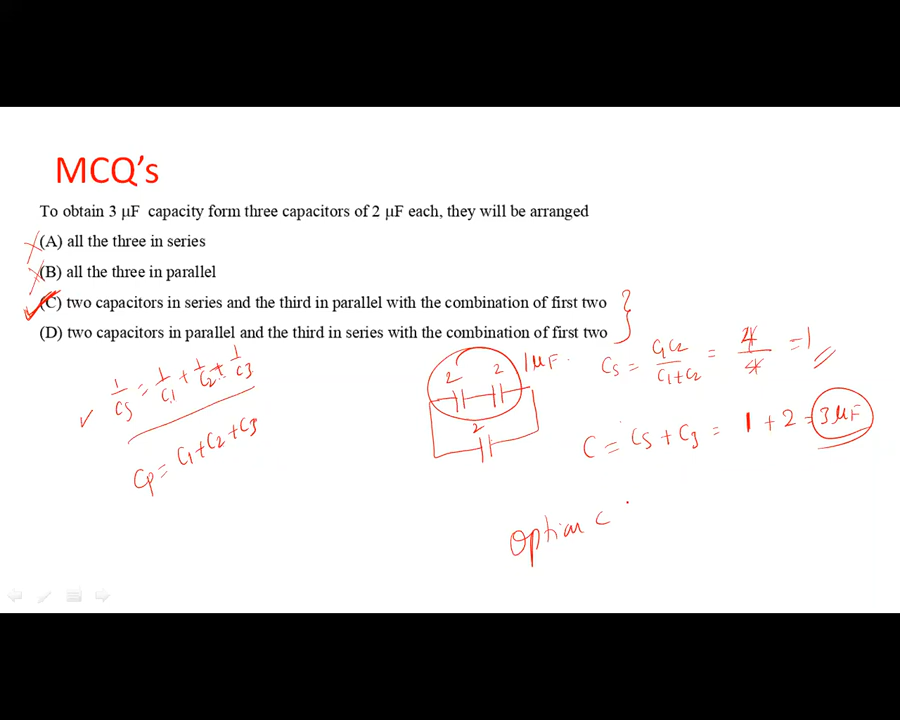 MCQ's
To obtain 3 μF capacity form three capacitors of 2 μF each, they will be arranged
(A) all the three in series
(B) all the three in parallel
(C) two capacitors in series and the third in parallel with the combination of first two
(D) two capacitors in parallel and the third in series with the combination of first two
1/Cs = 1/C1 + 1/C2 + 1/C3
Cp = C1 + C2 + C3
2 2 1 μF.
2
Cs = C1C2/C1+C2 = 4/4 = 1
C = Cs + C3 = 1 + 2 = 3 μF
Option C